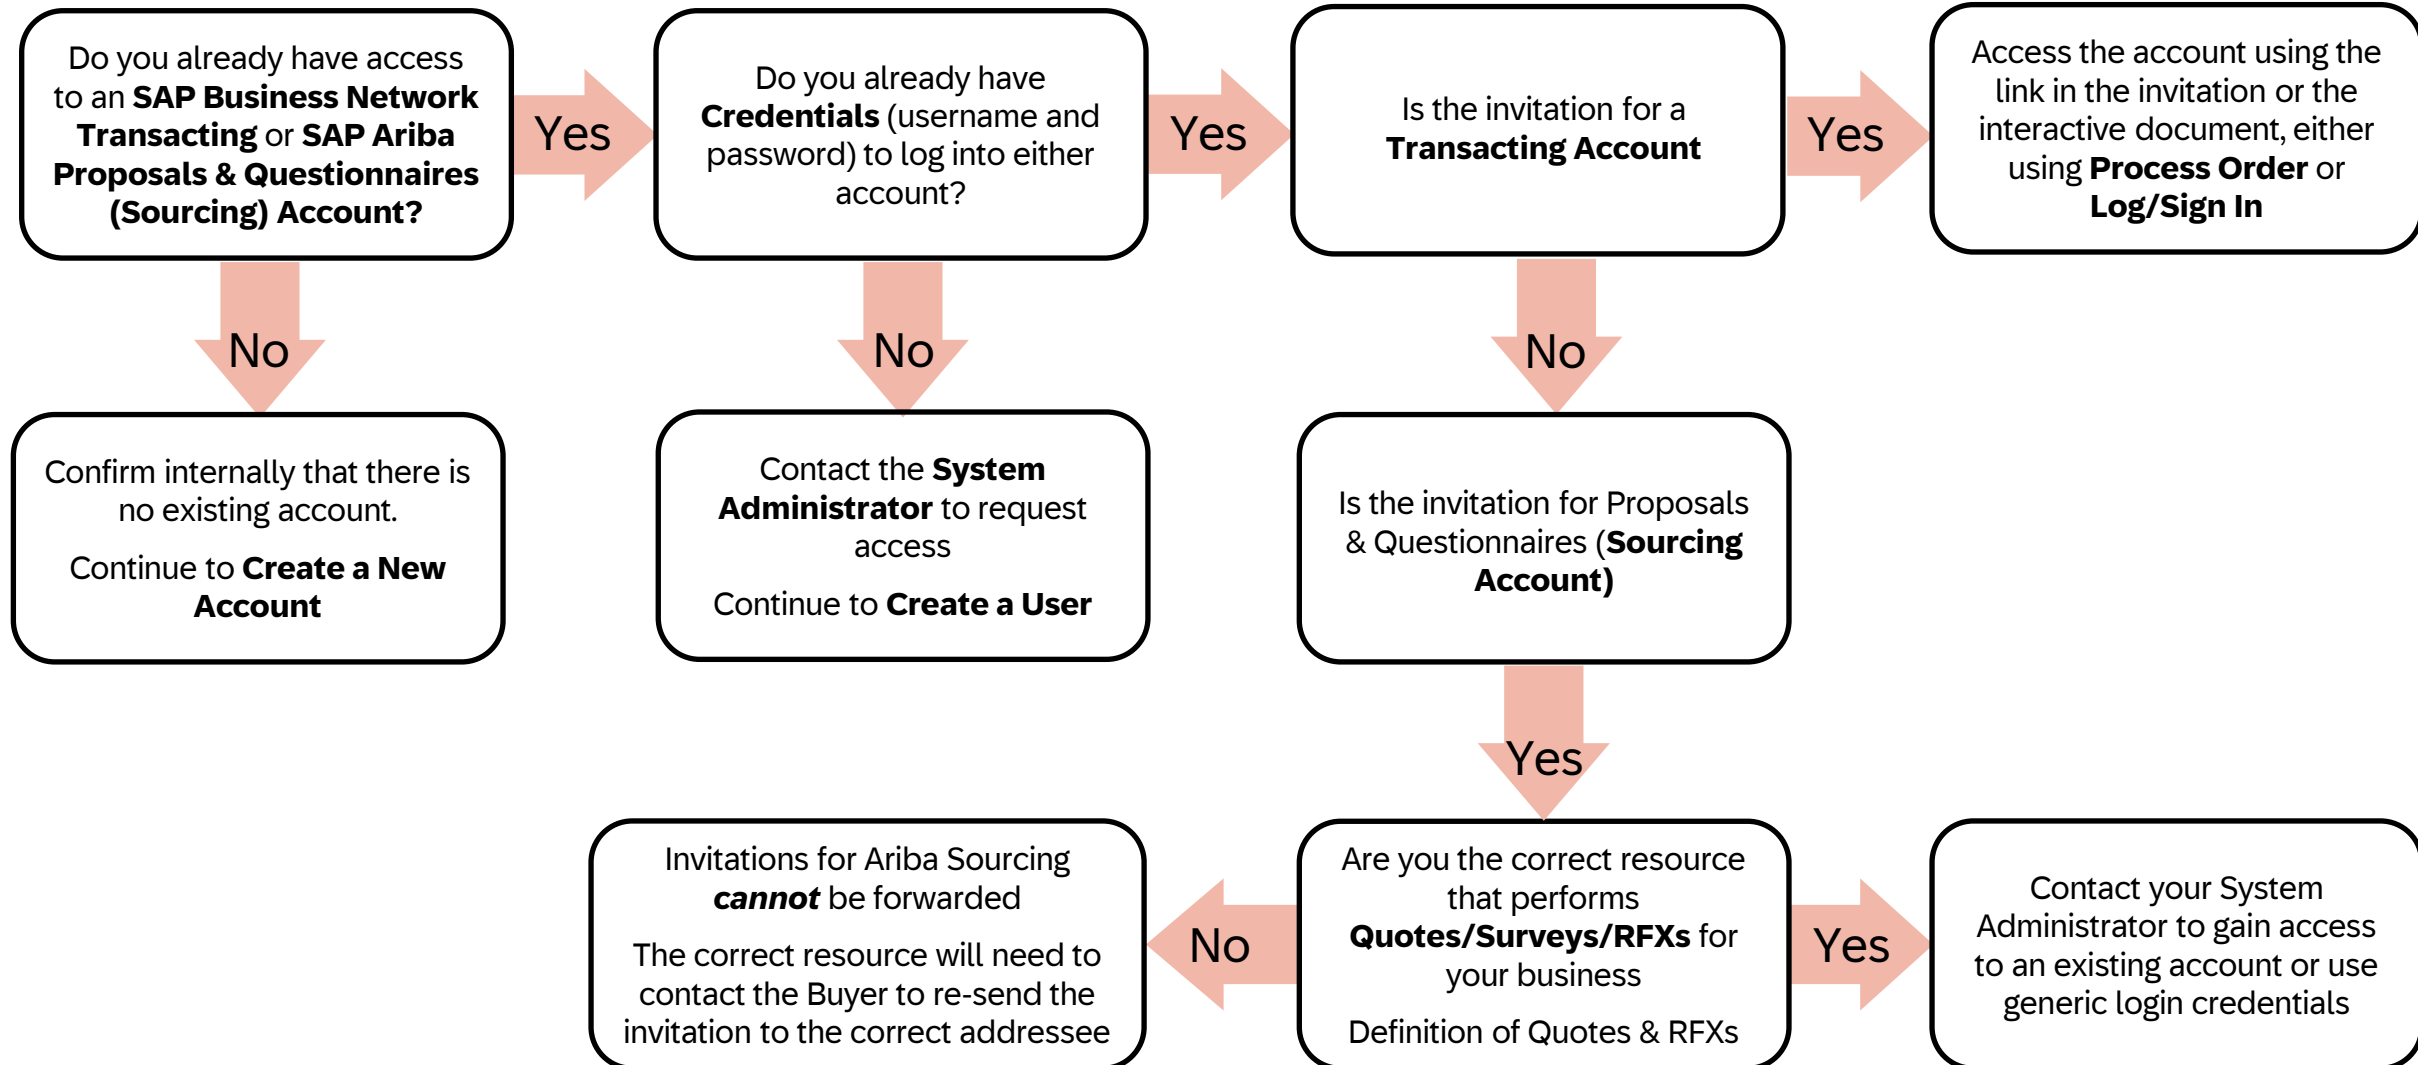 Do you already have access
to an SAP Business Network
Transacting or SAP Ariba
Proposals & Questionnaires
(Sourcing) Account?
Yes
Do you already have
Credentials (username and
password) to log into either
account?
Yes
Is the invitation for a
Transacting Account
Yes
Access the account using the
link in the invitation or the
interactive document, either
using Process Order or
Log/Sign In
No
No
No
Confirm internally that there is
no existing account.
Continue to Create a New
Account
Contact the System
Administrator to request
access
Continue to Create a User
Is the invitation for Proposals
& Questionnaires (Sourcing
Account)
Yes
Invitations for Ariba Sourcing
cannot be forwarded
The correct resource will need to
contact the Buyer to re-send the
invitation to the correct addressee
No
Are you the correct resource
that performs
Quotes/Surveys/RFXs for
your business
Definition of Quotes & RFXs
Yes
Contact your System
Administrator to gain access
to an existing account or use
generic login credentials